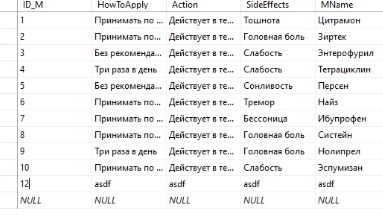 ID_M HowToApply Action SideEffects MName
1 Принимать по ... Действует в те... Тошнота Цитрамон
2 Принимать по... Действует в те... Головная боль Зиртек
3 Без рекоменда... Действует в те... Слабость Энтерофурил
4 Три раза в день Действует в те... Слабость Тетрациклин
5 Без рекоменда... Действует в те... Сонливость Персен
6 Принимать по... Действует в те... Тремор Найз
7 Принимать по... Действует в те... Бессоница Ибупрофен
8 Принимать по... Действует в те... Головная боль Систейн
9 Три раза в день Действует в те... Головная боль Нолипрел
10 Принимать по... Действует в те... Слабость Эспумизан
12 asdf asdf asdf asdf
NULL NULL NULL NULL NULL